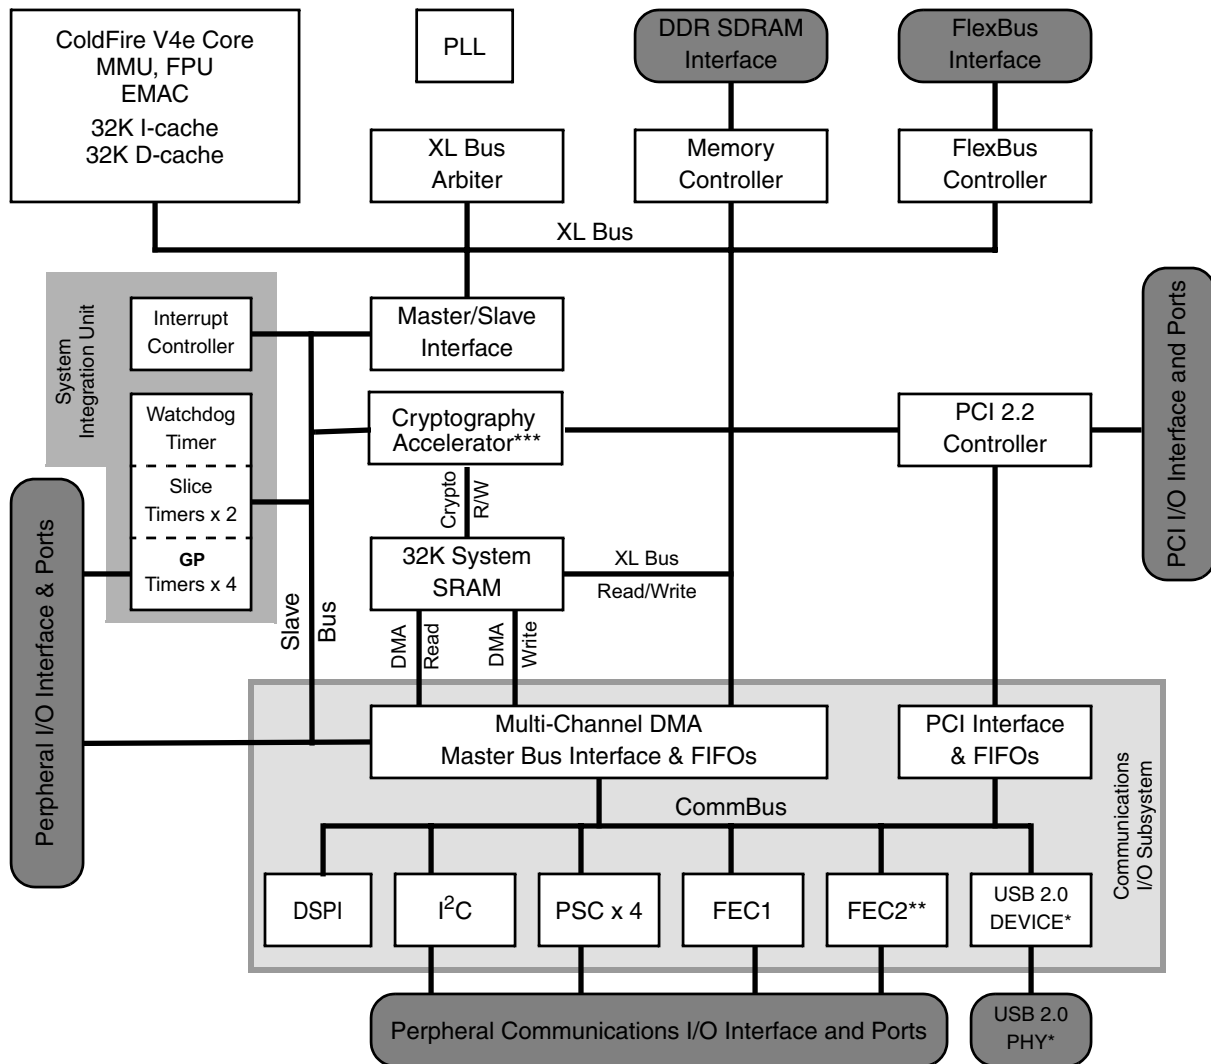 ColdFire V4e Core
MMU, FPU
EMAC
32K I-cache
32K D-cache
PLL
DDR SDRAM
Interface
FlexBus
Interface
XL Bus
Arbiter
Memory
Controller
FlexBus
Controller
XL Bus
System
Integration Unit
Interrupt
Controller
Master/Slave
Interface
PCI I/O Interface and Ports
Watchdog
Timer
Slice
Timers x 2
GP
Timers x 4
Cryptography
Accelerator***
PCI 2.2
Controller
Crypto
R/W
Perpheral I/O Interface & Ports
32K System
SRAM
XL Bus
Read/Write
Slave
Bus
DMA
Read
DMA
Write
Multi-Channel DMA
Master Bus Interface & FIFOs
PCI Interface
& FIFOs
Communications
I/O Subsystem
CommBus
DSPI
I²C
PSC x 4
FEC1
FEC2**
USB 2.0
DEVICE*
Perpheral Communications I/O Interface and Ports
USB 2.0
PHY*